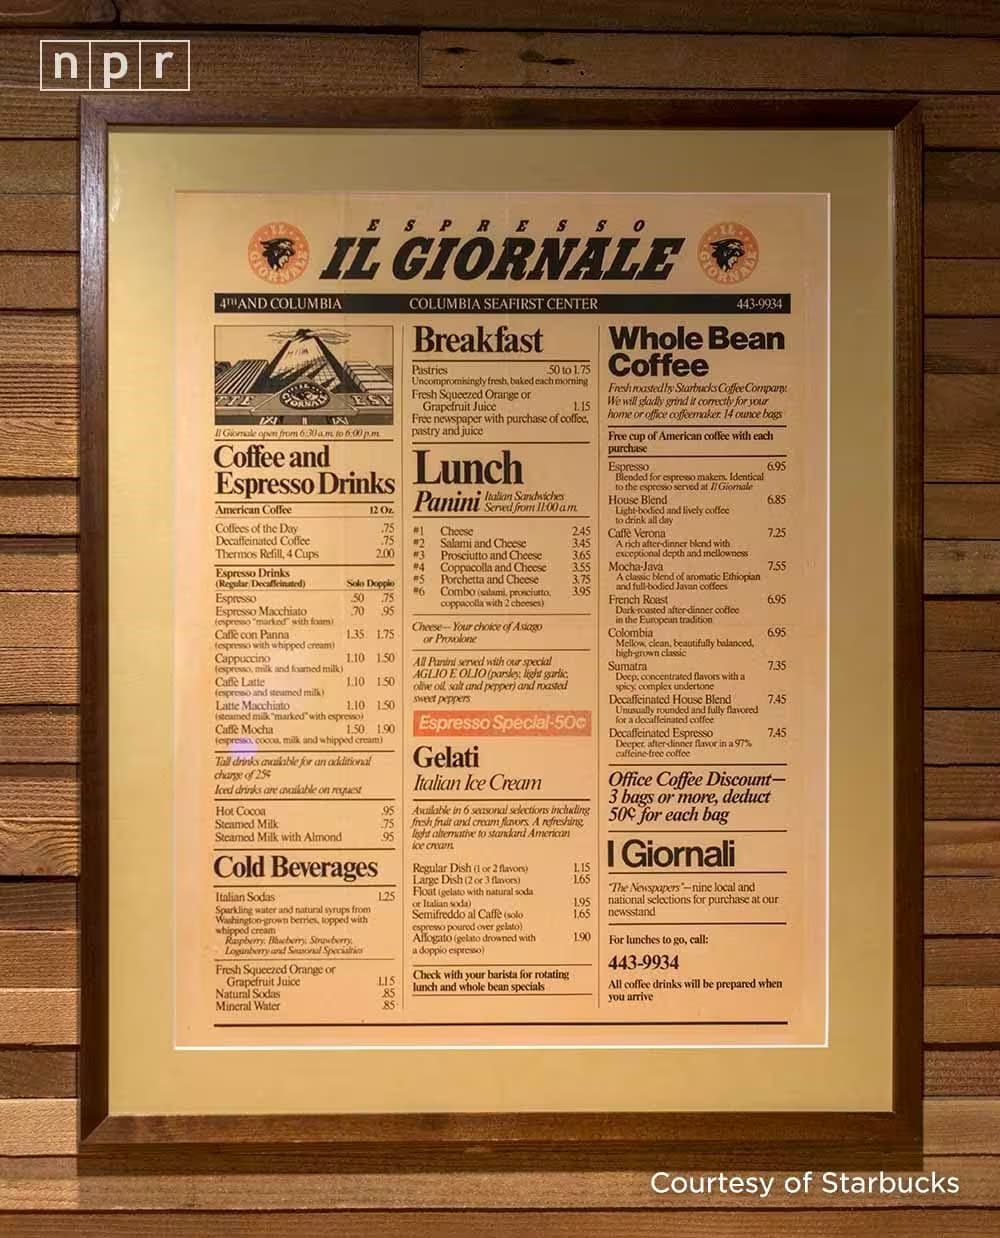 npr
ESPRESSO
IL GIORNALE
IL
GIORNALE
IL
GIORNALE
4TH AND COLUMBIA COLUMBIA SEAFIRST CENTER 443-9934
GIORNALE
Il Giornale open from 6:30 a.m. to 6:00 p.m.
Coffee and
Espresso Drinks
American Coffee 12 Oz.
Coffees of the Day .75
Decaffeinated Coffee .75
Thermos Refill, 4 Cups 2.00
Espresso Drinks
(Regular/Decaffeinated) Solo Doppio
Espresso .50 .75
Espresso Macchiato .70 .95
(espresso "marked" with foam)
Caffè con Panna 1.35 1.75
(espresso with whipped cream)
Cappuccino 1.10 1.50
(espresso, milk and foamed milk)
Caffè Latte 1.10 1.50
(espresso and steamed milk)
Latte Macchiato 1.10 1.50
(steamed milk "marked" with espresso)
Caffè Mocha 1.50 1.90
(espresso, cocoa, milk and whipped cream)
Tall drinks available for an additional
charge of 25¢
Iced drinks are available on request
Hot Cocoa .95
Steamed Milk .75
Steamed Milk with Almond .95
Cold Beverages
Italian Sodas 1.25
Sparkling water and natural syrups from
Washington-grown berries, topped with
whipped cream
Raspberry, Blueberry, Strawberry,
Loganberry and Seasonal Specialties
Fresh Squeezed Orange or
Grapefruit Juice 1.15
Natural Sodas .85
Mineral Water .85
Breakfast
Pastries .50 to 1.75
Uncompromisingly fresh, baked each morning
Fresh Squeezed Orange or
Grapefruit Juice 1.15
Free newspaper with purchase of coffee,
pastry and juice
Lunch
Panini Italian Sandwiches
Served from 11:00 a.m.
#1 Cheese 2.45
#2 Salami and Cheese 3.45
#3 Prosciutto and Cheese 3.65
#4 Coppacolla and Cheese 3.55
#5 Porchetta and Cheese 3.75
#6 Combo (salami, prosciutto, 3.95
coppacolla with 2 cheeses)
Cheese—Your choice of Asiago
or Provolone
All Panini served with our special
AGLIO E OLIO (parsley, light garlic,
olive oil, salt and pepper) and roasted
sweet peppers
Espresso Special-50¢
Gelati
Italian Ice Cream
Available in 6 seasonal selections including
fresh fruit and cream flavors. A refreshing,
light alternative to standard American
ice cream.
Regular Dish (1 or 2 flavors) 1.15
Large Dish (2 or 3 flavors) 1.65
Float (gelato with natural soda
or Italian soda) 1.95
Semifreddo al Caffè (solo 1.65
espresso poured over gelato)
Affogato (gelato drowned with 1.90
a doppio espresso)
Check with your barista for rotating
lunch and whole bean specials
Whole Bean
Coffee
Fresh roasted by Starbucks Coffee Company.
We will gladly grind it correctly for your
home or office coffeemaker. 14 ounce bags
Free cup of American coffee with each
purchase
Espresso 6.95
Blended for espresso makers. Identical
to the espresso served at Il Giornale
House Blend 6.85
Light-bodied and lively coffee
to drink all day
Caffè Verona 7.25
A rich after-dinner blend with
exceptional depth and mellowness
Mocha-Java 7.55
A classic blend of aromatic Ethiopian
and full-bodied Javan coffees
French Roast 6.95
Dark-roasted after-dinner coffee
in the European tradition
Colombia 6.95
Mellow, clean, beautifully balanced,
high-grown classic
Sumatra 7.35
Deep, concentrated flavors with a
spicy, complex undertone
Decaffeinated House Blend 7.45
Unusually rounded and fully flavored
for a decaffeinated coffee
Decaffeinated Espresso 7.45
Deeper, after-dinner flavor in a 97%
caffeine-free coffee
Office Coffee Discount—
3 bags or more, deduct
50¢ for each bag
I Giornali
"The Newspapers"—nine local and
national selections for purchase at our
newsstand
For lunches to go, call:
443-9934
All coffee drinks will be prepared when
you arrive
Courtesy of Starbucks